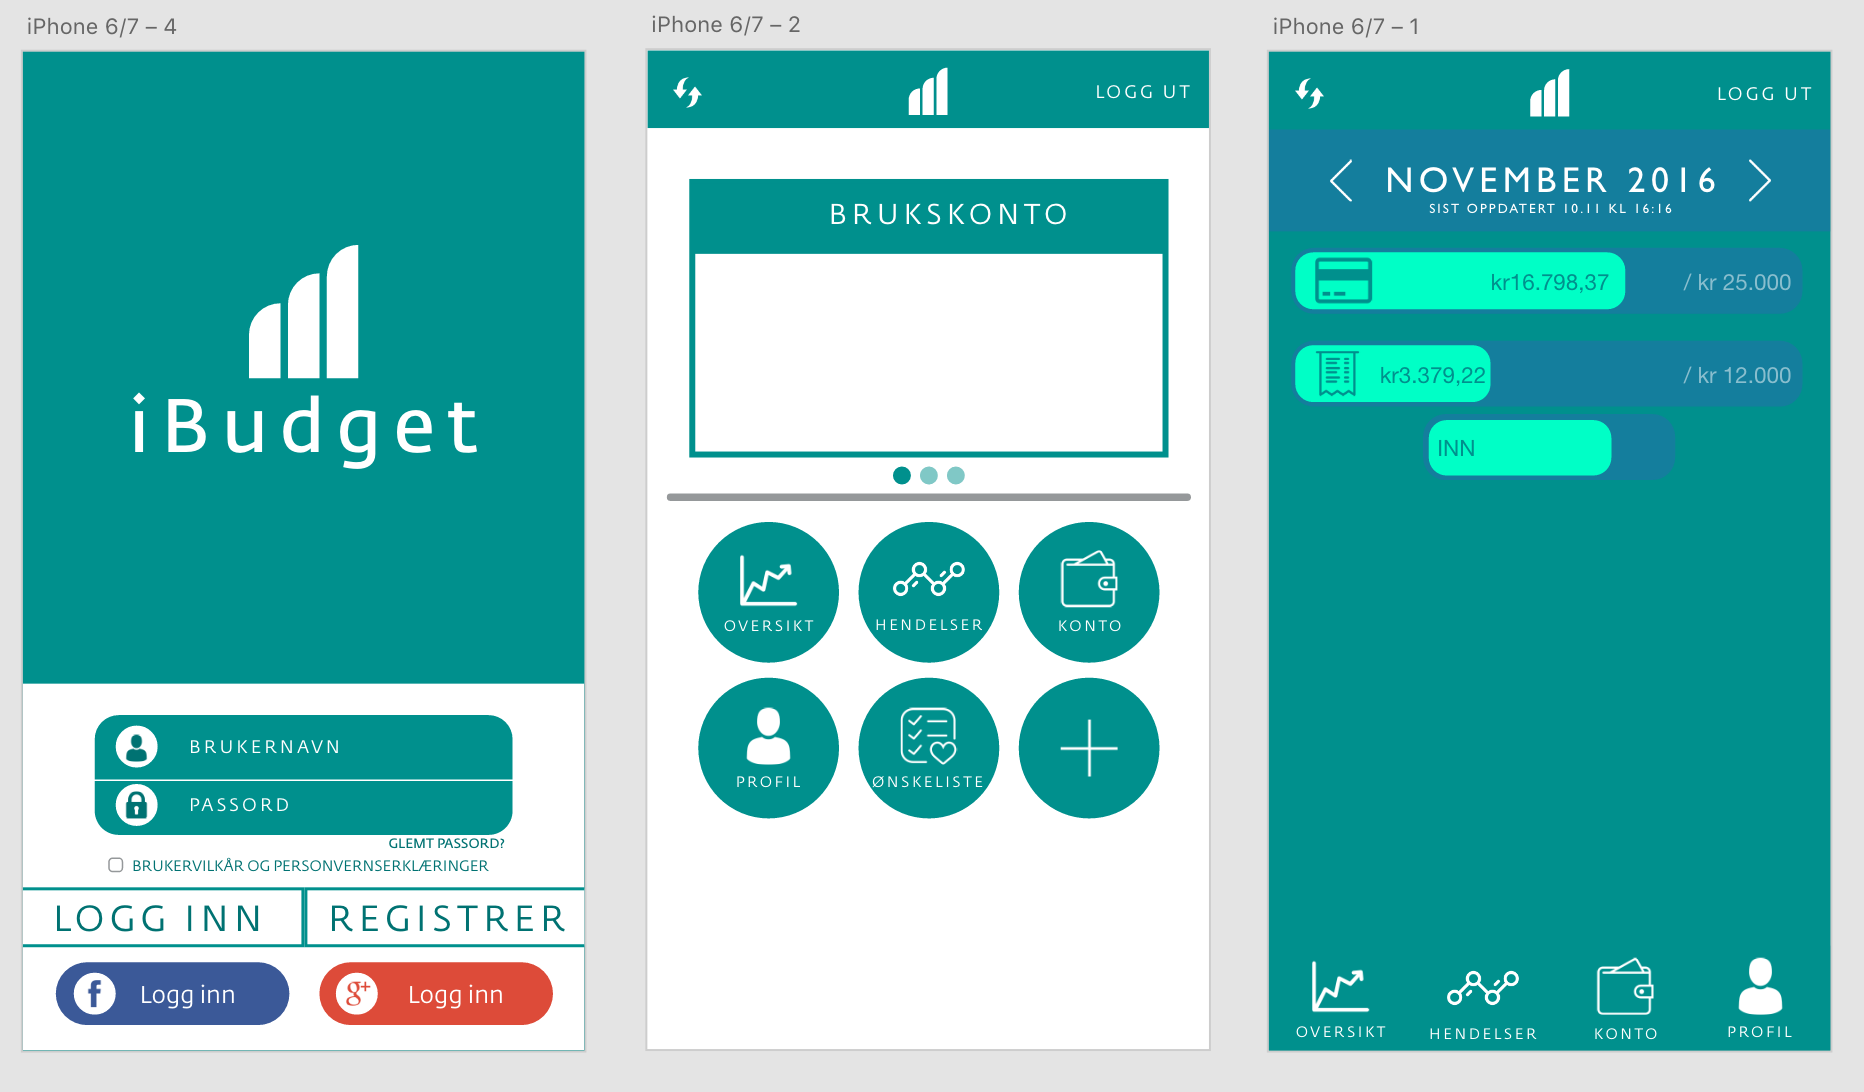 iPhone 6/7 – 4
iBudget
BRUKERNAVN
PASSORD
GLEMT PASSORD?
BRUKERVILKÅR OG PERSONVERNSERKLÆRINGER
LOGG INN
REGISTRER
f
Logg inn
g+
Logg inn
iPhone 6/7 – 2
LOGG UT
BRUKSKONTO
OVERSIKT
HENDELSER
KONTO
PROFIL
ØNSKELISTE
iPhone 6/7 – 1
LOGG UT
NOVEMBER 2016
SIST OPPDATERT 10.11 KL 16:16
kr16.798,37 / kr 25.000
kr3.379,22 / kr 12.000
INN
OVERSIKT
HENDELSER
KONTO
PROFIL